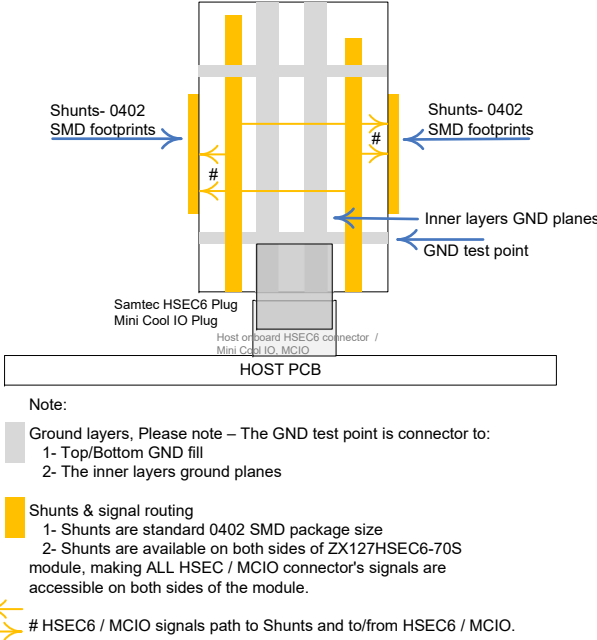 Shunts- 0402
SMD footprints
Shunts- 0402
SMD footprints
#
#
Inner layers GND planes
GND test point
Samtec HSEC6 Plug
Mini Cool IO Plug
Host onboard HSEC6 connector /
Mini Cool IO, MCIO
HOST PCB
Note:
Ground layers, Please note – The GND test point is connector to:
1- Top/Bottom GND fill
2- The inner layers ground planes
Shunts & signal routing
1- Shunts are standard 0402 SMD package size
2- Shunts are available on both sides of ZX127HSEC6-70S
module, making ALL HSEC / MCIO connector's signals are
accessible on both sides of the module.
# HSEC6 / MCIO signals path to Shunts and to/from HSEC6 / MCIO.